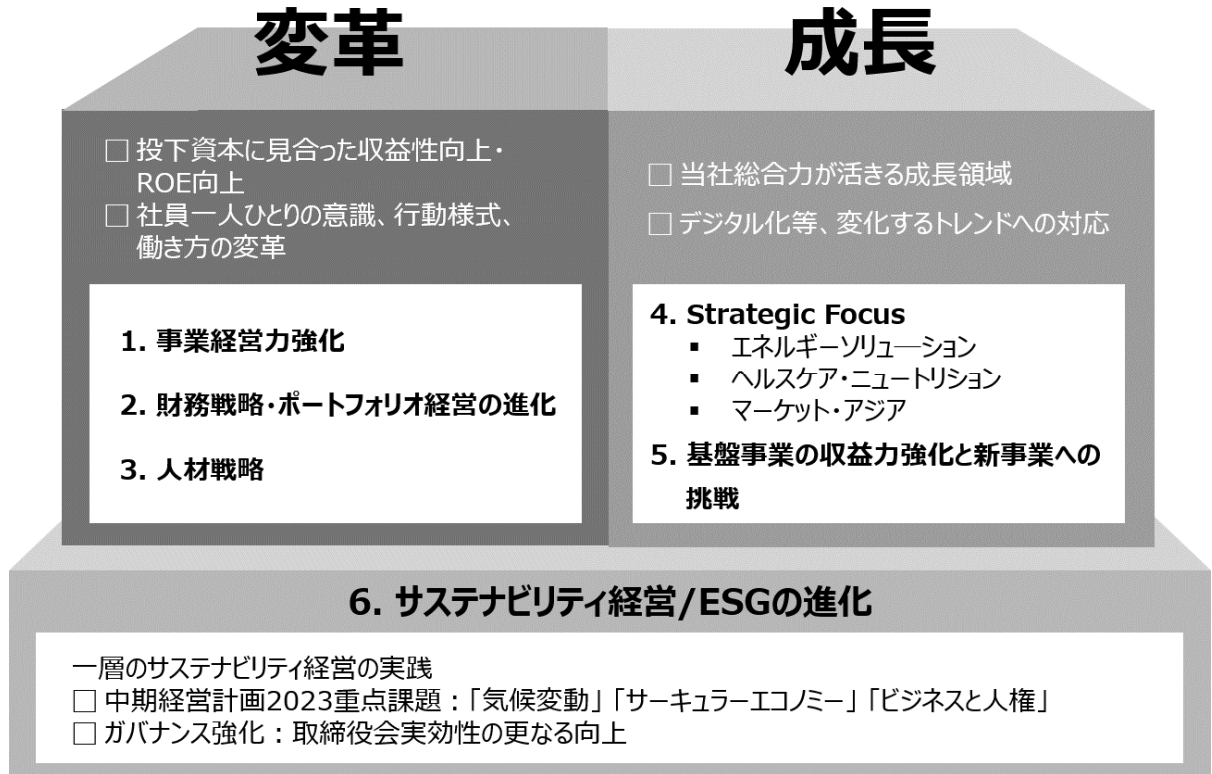 変革
□ 投下資本に見合った収益性向上・
ROE向上
□ 社員一人ひとりの意識、行動様式、
働き方の変革
1. 事業経営力強化
2. 財務戦略・ポートフォリオ経営の進化
3. 人材戦略
成長
□ 当社総合力が活きる成長領域
□ デジタル化等、変化するトレンドへの対応
4. Strategic Focus
▪ エネルギーソリュ―ション
▪ ヘルスケア・ニュートリション
▪ マーケット・アジア
5. 基盤事業の収益力強化と新事業への
挑戦
6. サステナビリティ経営/ESGの進化
一層のサステナビリティ経営の実践
□ 中期経営計画2023重点課題：「気候変動」「サーキュラーエコノミー」「ビジネスと人権」
□ ガバナンス強化：取締役会実効性の更なる向上